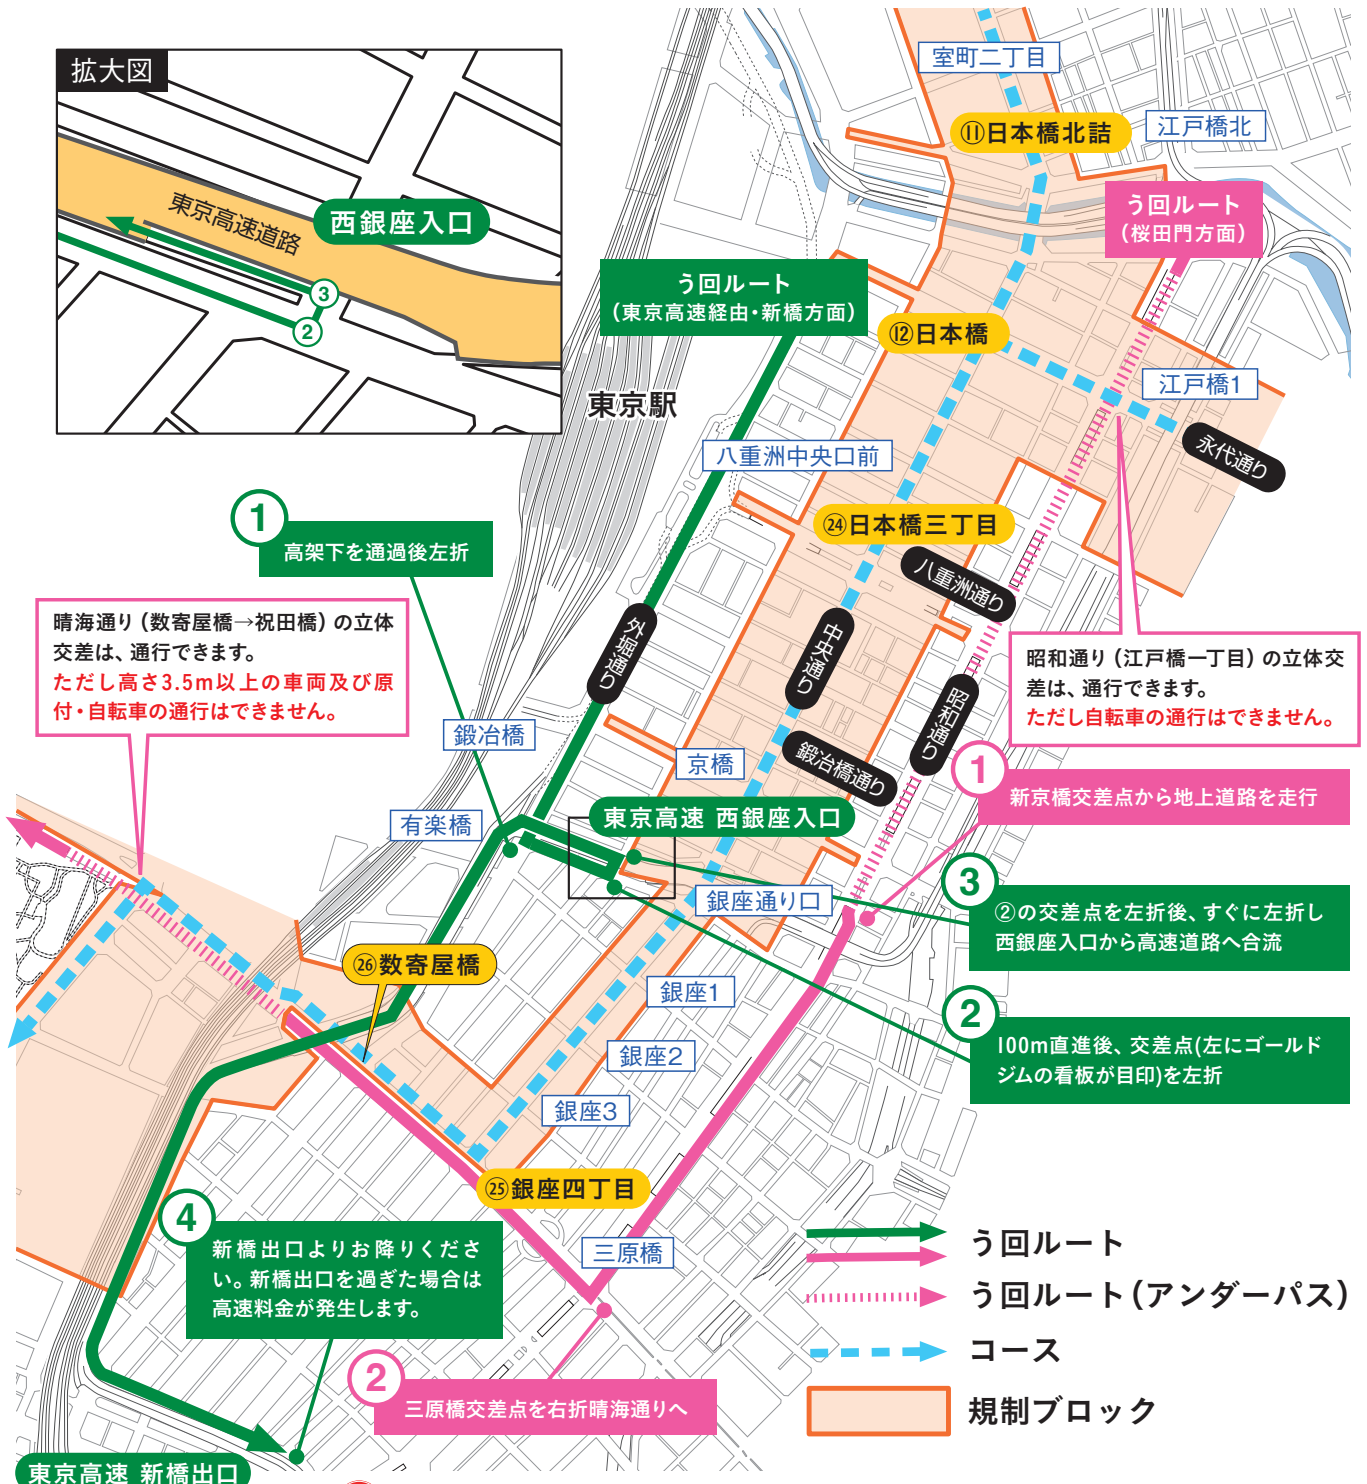 拡大図
東京高速道路
西銀座入口
3
2
室町二丁目
⑪日本橋北詰
江戸橋北
う回ルート
(桜田門方面)
う回ルート
(東京高速経由・新橋方面)
⑫日本橋
江戸橋1
東京駅
永代通り
八重洲中央口前
㉔日本橋三丁目
1
高架下を通過後左折
八重洲通り
晴海通り(数寄屋橋→祝田橋)の立体
交差は、通行できます。
ただし高さ3.5m以上の車両及び原
付・自転車の通行はできません。
外堀通り
中央通り
昭和通り
昭和通り(江戸橋一丁目)の立体交
差は、通行できます。
ただし自転車の通行はできません。
鍛冶橋
京橋
鍛冶橋通り
1
新京橋交差点から地上道路を走行
有楽橋
東京高速 西銀座入口
銀座通り口
3
②の交差点を左折後、すぐに左折し
西銀座入口から高速道路へ合流
㉖数寄屋橋
銀座1
2
100m直進後、交差点(左にゴールド
ジムの看板が目印)を左折
銀座2
銀座3
㉕銀座四丁目
4
新橋出口よりお降りくださ
い。新橋出口を過ぎた場合は
高速料金が発生します。
三原橋
2
三原橋交差点を右折晴海通りへ
東京高速 新橋出口
う回ルート
う回ルート(アンダーパス)
コース
規制ブロック